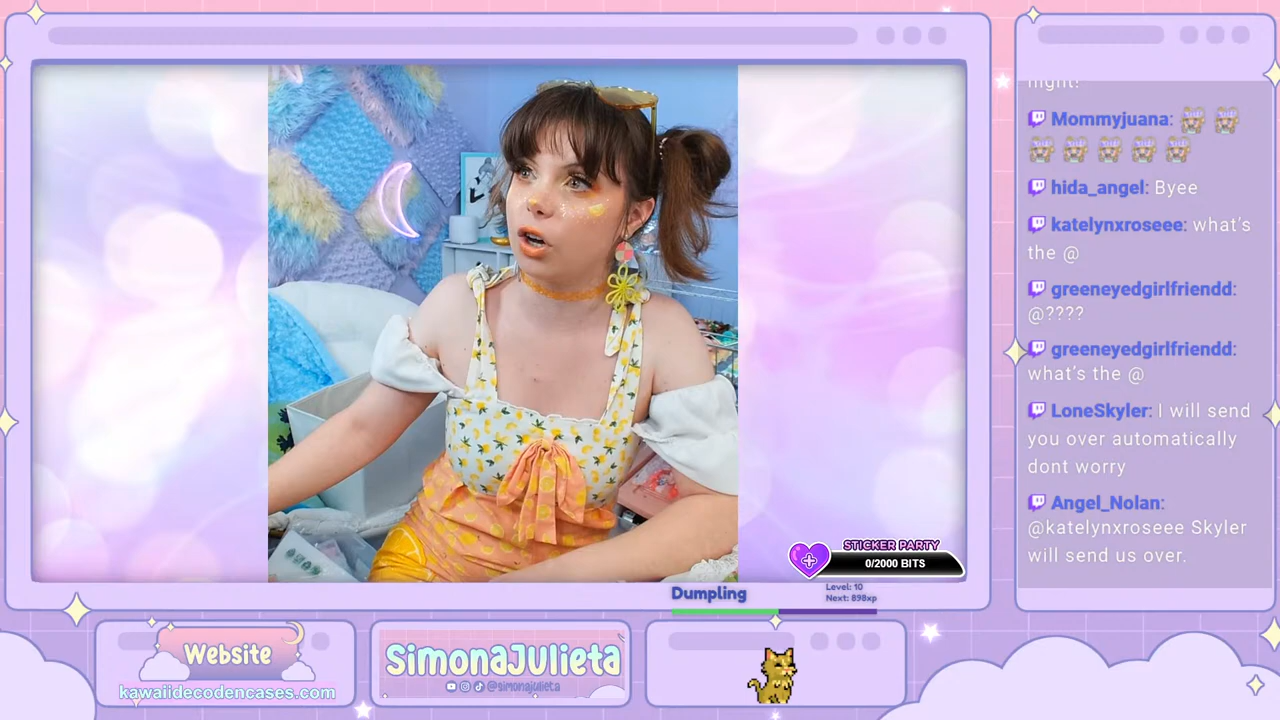 night!
Mommyjuana:
hida_angel: Byee
katelynxroseee: what's
the @
greeneyedgirlfriendd:
@????
greeneyedgirlfriendd:
what's the @
LoneSkyler: I will send
you over automatically
dont worry
Angel_Nolan:
@katelynxroseee Skyler
will send us over.
STICKER PARTY
0/2000 BITS
Dumpling
Level: 10
Next: 898xp
Website
kawaiidecodencases.com
SimonaJulieta
@simonajulieta